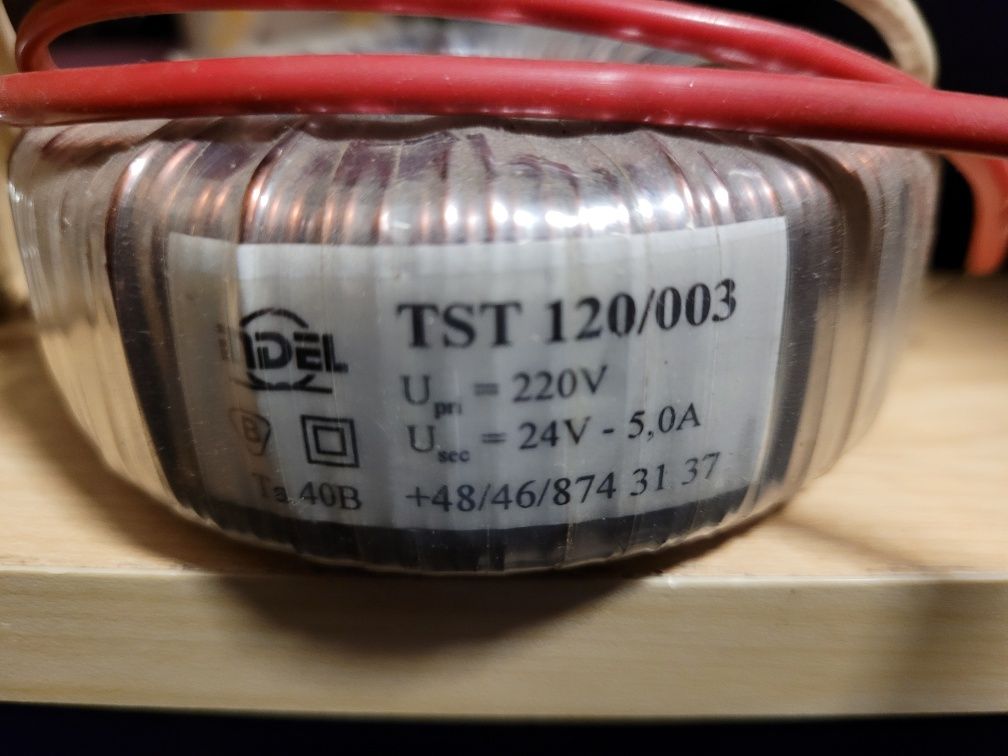 INDEL
TST 120/003
Upri = 220V
B
Usec = 24V - 5,0A
Ta 40B
+48/46/874 31 37